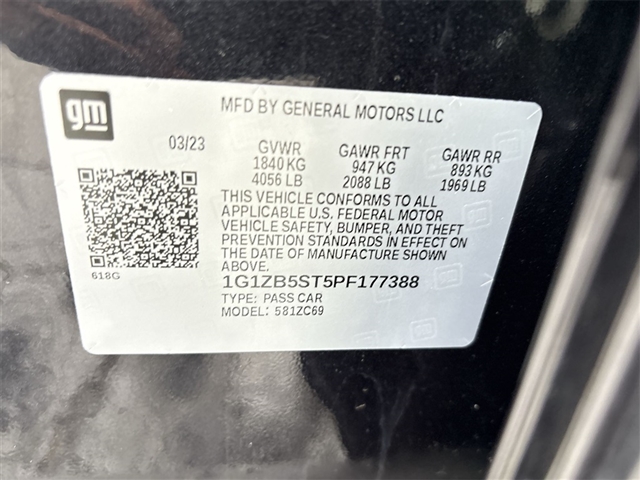 gm
MFD BY GENERAL MOTORS LLC
03/23 GVWR GAWR FRT GAWR RR
1840 KG 947 KG 893 KG
4056 LB 2088 LB 1969 LB
THIS VEHICLE CONFORMS TO ALL
APPLICABLE U.S. FEDERAL MOTOR
VEHICLE SAFETY, BUMPER, AND THEFT
PREVENTION STANDARDS IN EFFECT ON
THE DATE OF MANUFACTURE SHOWN
ABOVE.
618G
1G1ZB5ST5PF177388
TYPE: PASS CAR
MODEL: 581ZC69